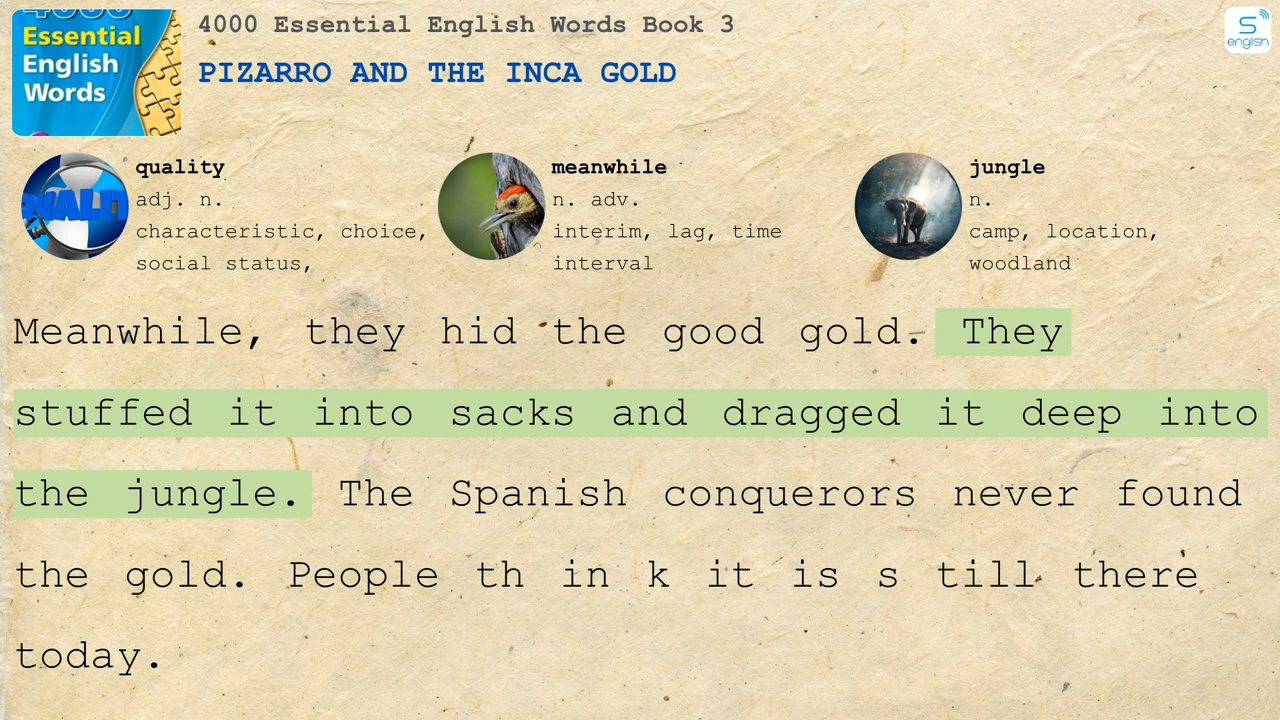 4000
Essential
English
Words
4000 Essential English Words Book 3
PIZARRO AND THE INCA GOLD
S
english
QUALIT
quality
adj. n.
characteristic, choice,
social status,
meanwhile
n. adv.
interim, lag, time
interval
jungle
n.
camp, location,
woodland
Meanwhile, they hid the good gold. They
stuffed it into sacks and dragged it deep into
the jungle. The Spanish conquerors never found
the gold. People th in k it is s till there
today.